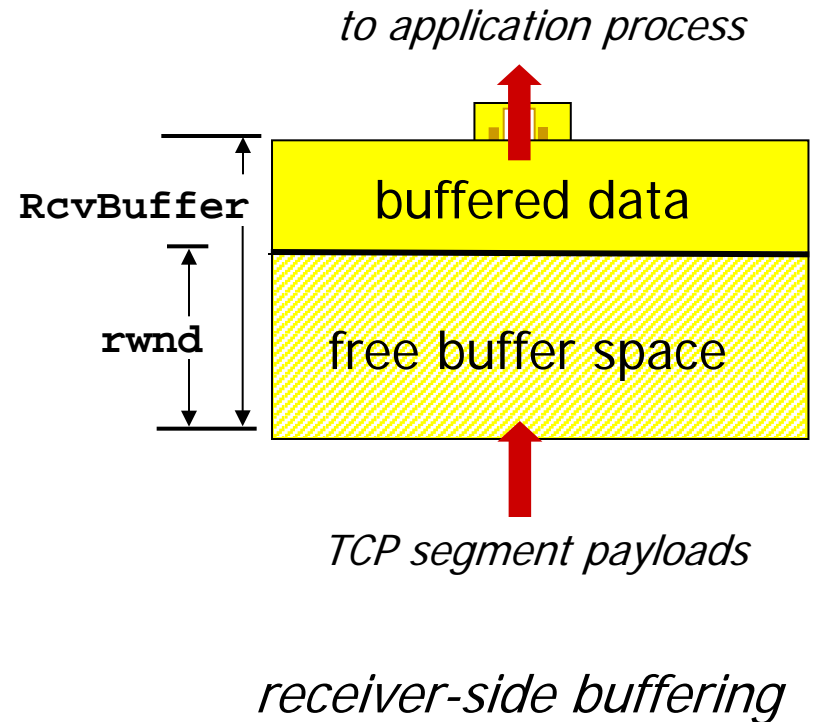 to application process
RcvBuffer
buffered data
rwnd
free buffer space
TCP segment payloads
receiver-side buffering